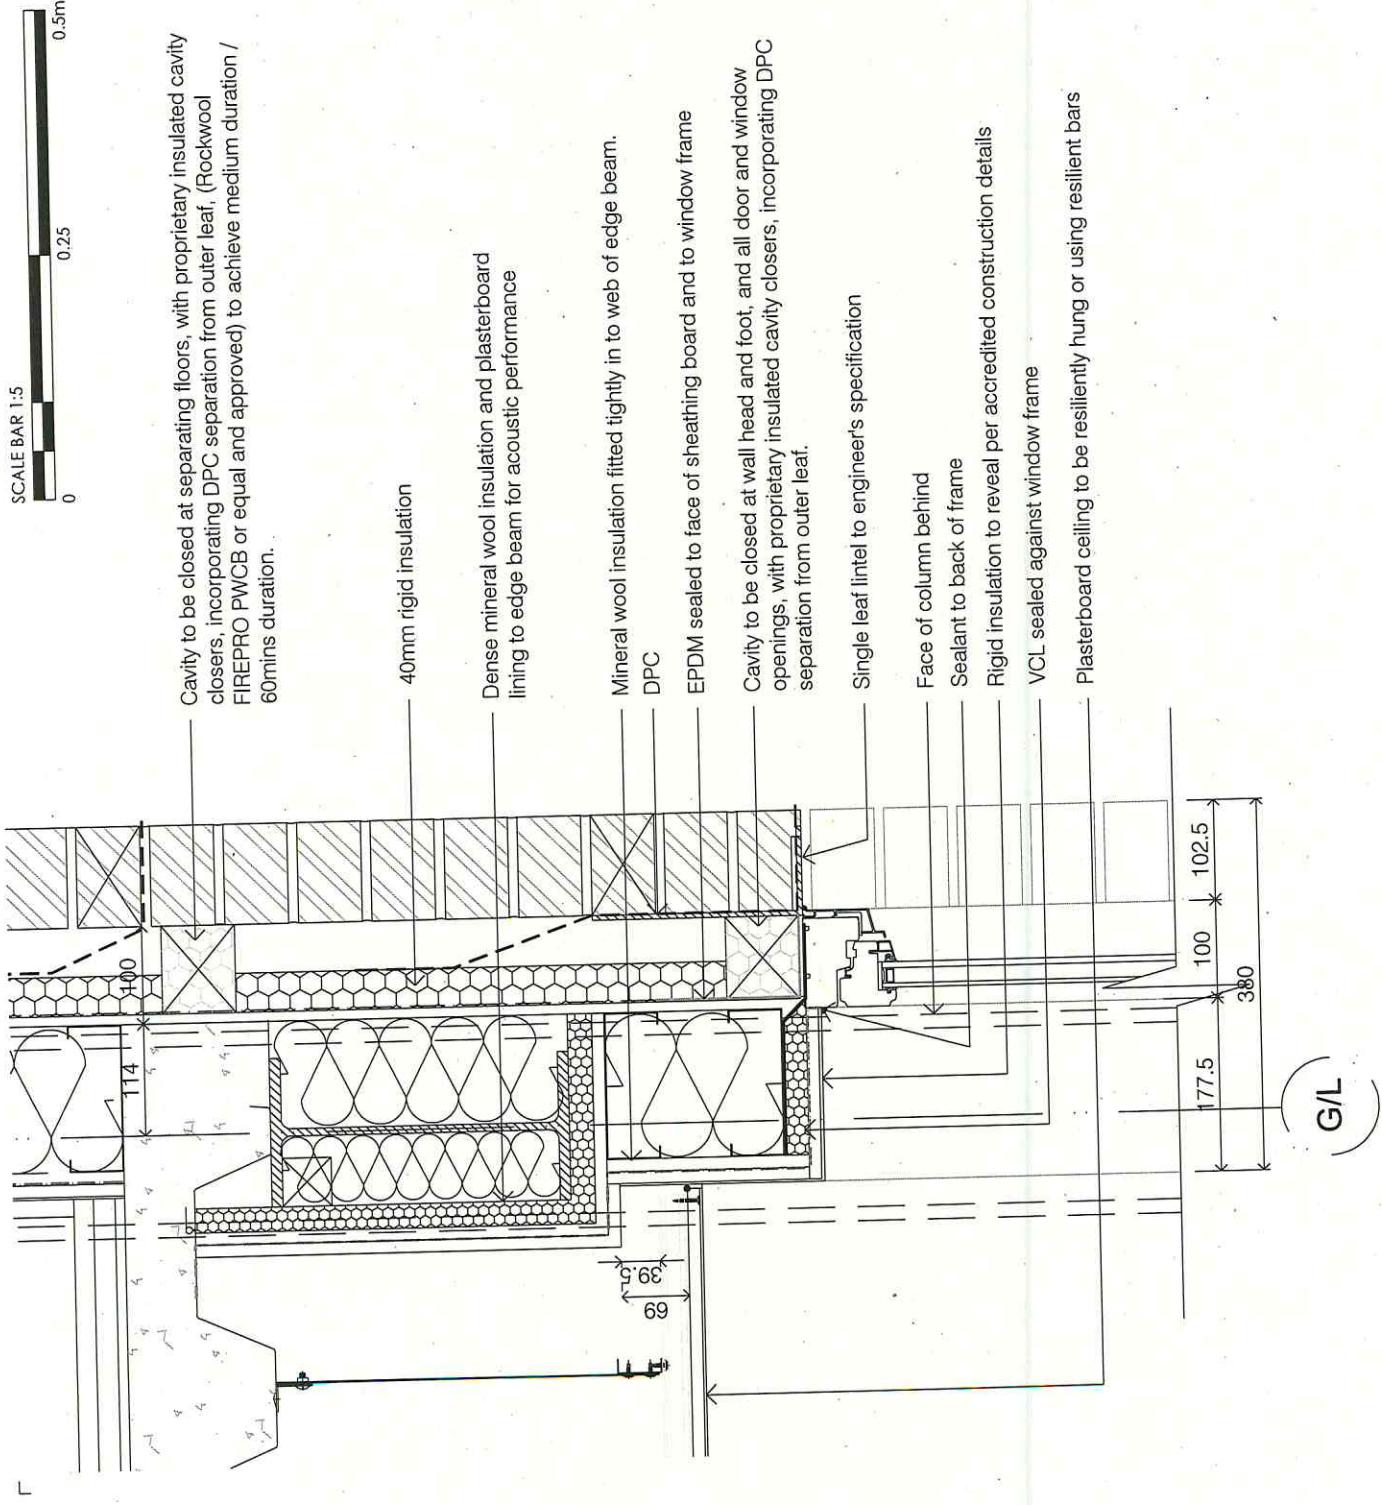 SCALE BAR 1:5
0
0.25
0.5m
Cavity to be closed at separating floors, with proprietary insulated cavity
closers, incorporating DPC separation from outer leaf, (Rockwool
FIREPRO PWCB or equal and approved) to achieve medium duration /
60mins duration.
40mm rigid insulation
Dense mineral wool insulation and plasterboard
lining to edge beam for acoustic performance
Mineral wool insulation fitted tightly in to web of edge beam.
DPC
EPDM sealed to face of sheathing board and to window frame
Cavity to be closed at wall head and foot, and all door and window
openings, with proprietary insulated cavity closers, incorporating DPC
separation from outer leaf.
Single leaf lintel to engineer's specification
Face of column behind
Sealant to back of frame
Rigid insulation to reveal per accredited construction details
VCL sealed against window frame
Plasterboard ceiling to be resiliently hung or using resilient bars
114
100
39.5
69
177.5
100
102.5
380
G/L